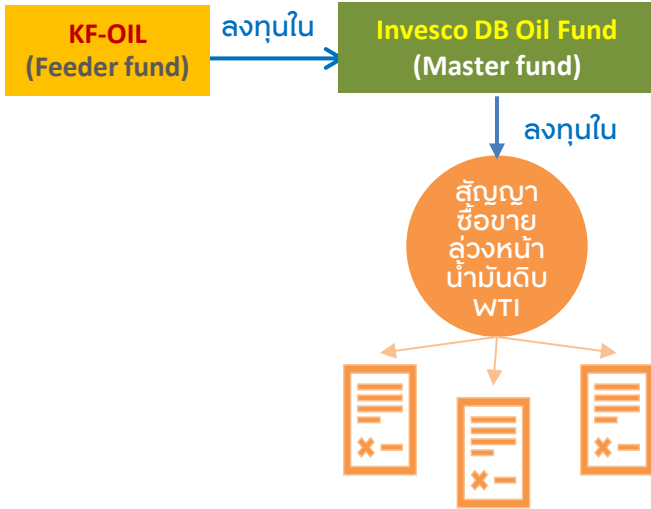 KF-OIL
(Feeder fund)
ลงทุนใน
Invesco DB Oil Fund
(Master fund)
ลงทุนใน
สัญญา
ซื้อขาย
ล่วงหน้า
น้ำมันดิบ
WTI